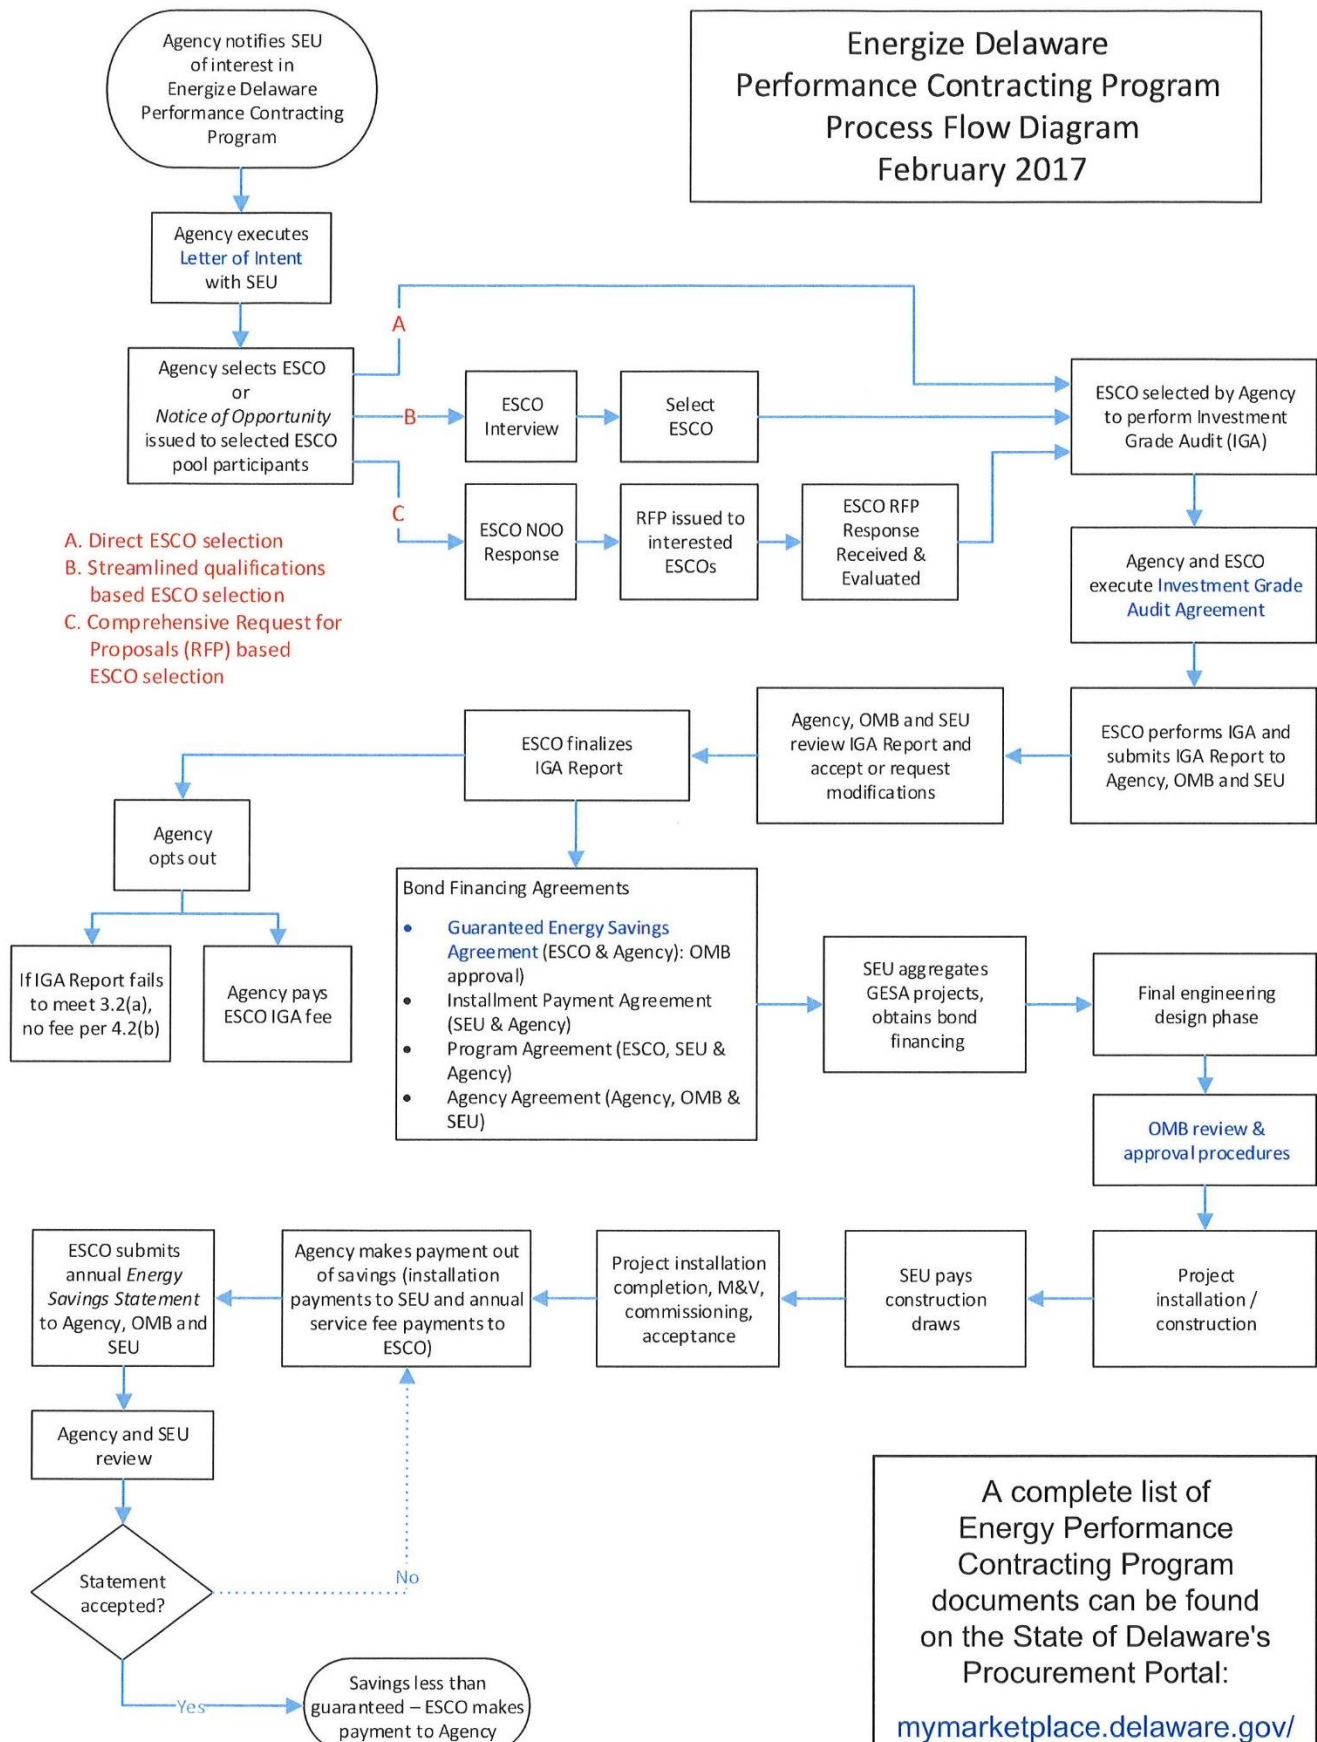 Energize Delaware
Performance Contracting Program
Process Flow Diagram
February 2017
Agency notifies SEU
of interest in
Energize Delaware
Performance Contracting
Program
Agency executes
Letter of Intent
with SEU
Agency selects ESCO
or
Notice of Opportunity
issued to selected ESCO
pool participants
A
B
C
ESCO
Interview
Select
ESCO
ESCO NOO
Response
RFP issued to
interested
ESCOs
ESCO RFP
Response
Received &
Evaluated
ESCO selected by Agency
to perform Investment
Grade Audit (IGA)
A. Direct ESCO selection
B. Streamlined qualifications
based ESCO selection
C. Comprehensive Request for
Proposals (RFP) based
ESCO selection
Agency and ESCO
execute Investment Grade
Audit Agreement
ESCO performs IGA and
submits IGA Report to
Agency, OMB and SEU
Agency, OMB and SEU
review IGA Report and
accept or request
modifications
ESCO finalizes
IGA Report
Agency
opts out
If IGA Report fails
to meet 3.2(a),
no fee per 4.2(b)
Agency pays
ESCO IGA fee
Bond Financing Agreements
• Guaranteed Energy Savings
Agreement (ESCO & Agency): OMB
approval)
• Installment Payment Agreement
(SEU & Agency)
• Program Agreement (ESCO, SEU &
Agency)
• Agency Agreement (Agency, OMB &
SEU)
SEU aggregates
GESA projects,
obtains bond
financing
Final engineering
design phase
OMB review &
approval procedures
Project
installation /
construction
SEU pays
construction
draws
Project installation
completion, M&V,
commissioning,
acceptance
Agency makes payment out
of savings (installation
payments to SEU and annual
service fee payments to
ESCO)
ESCO submits
annual Energy
Savings Statement
to Agency, OMB and
SEU
Agency and SEU
review
Statement
accepted?
No
Yes
Savings less than
guaranteed – ESCO makes
payment to Agency
A complete list of
Energy Performance
Contracting Program
documents can be found
on the State of Delaware's
Procurement Portal:
mymarketplace.delaware.gov/